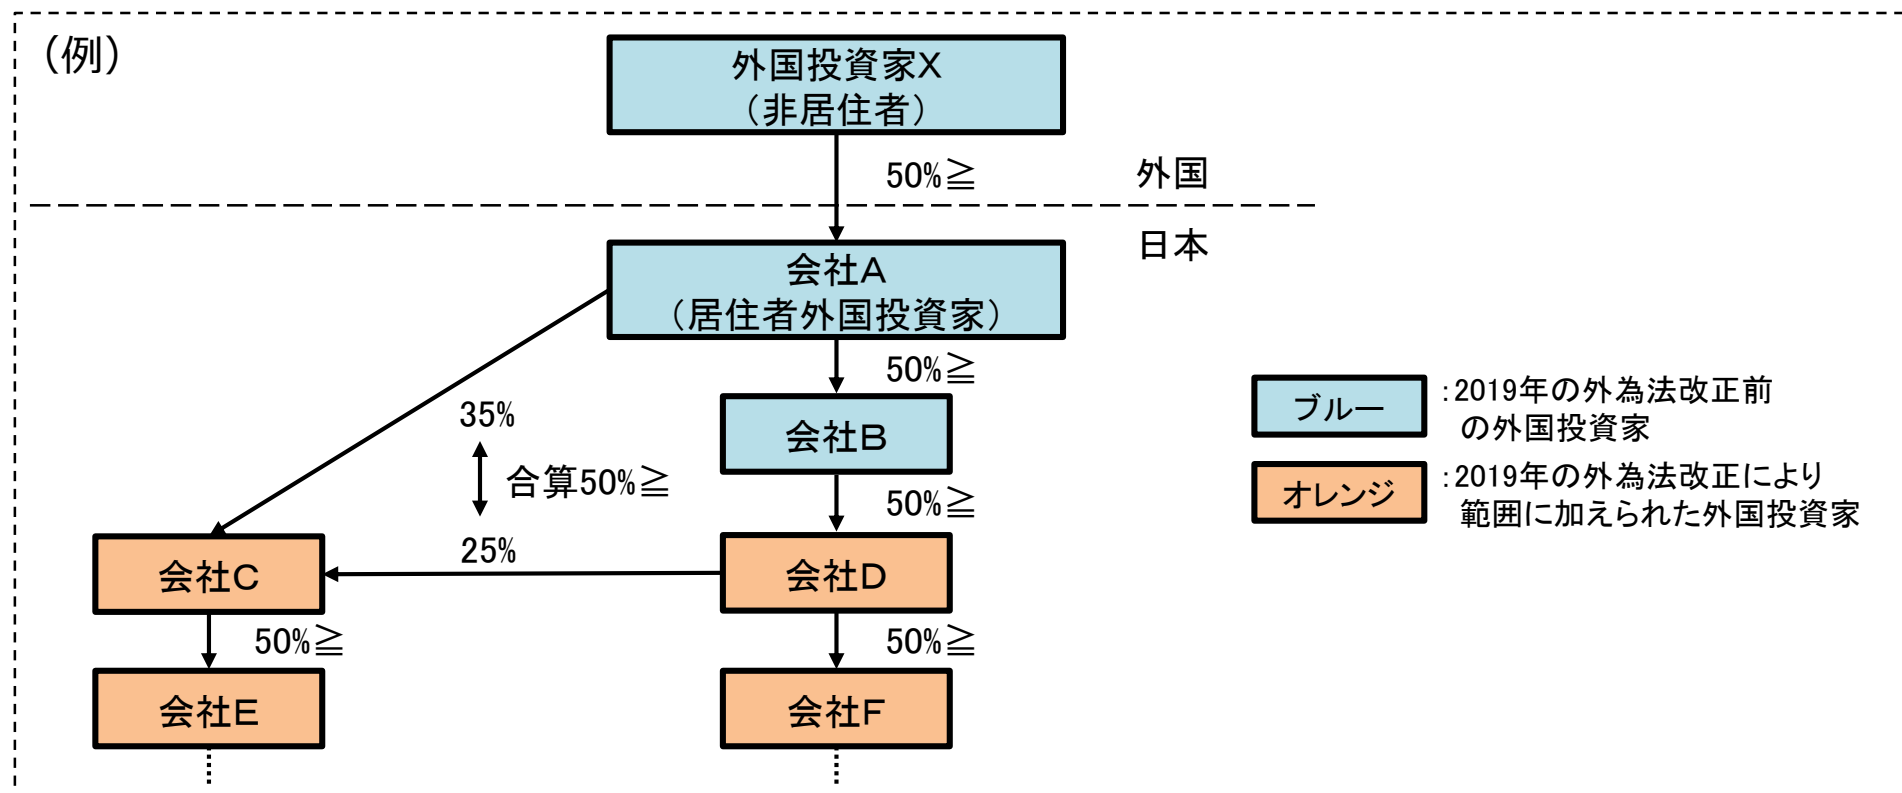 (例)
外国投資家X
（非居住者）
50%≧
外国
日本
会社A
（居住者外国投資家）
50%≧
35%
合算50%≧
会社B
50%≧
25%
会社C
会社D
50%≧
50%≧
会社E
会社F
ブルー
：2019年の外為法改正前
の外国投資家
オレンジ
：2019年の外為法改正により
範囲に加えられた外国投資家